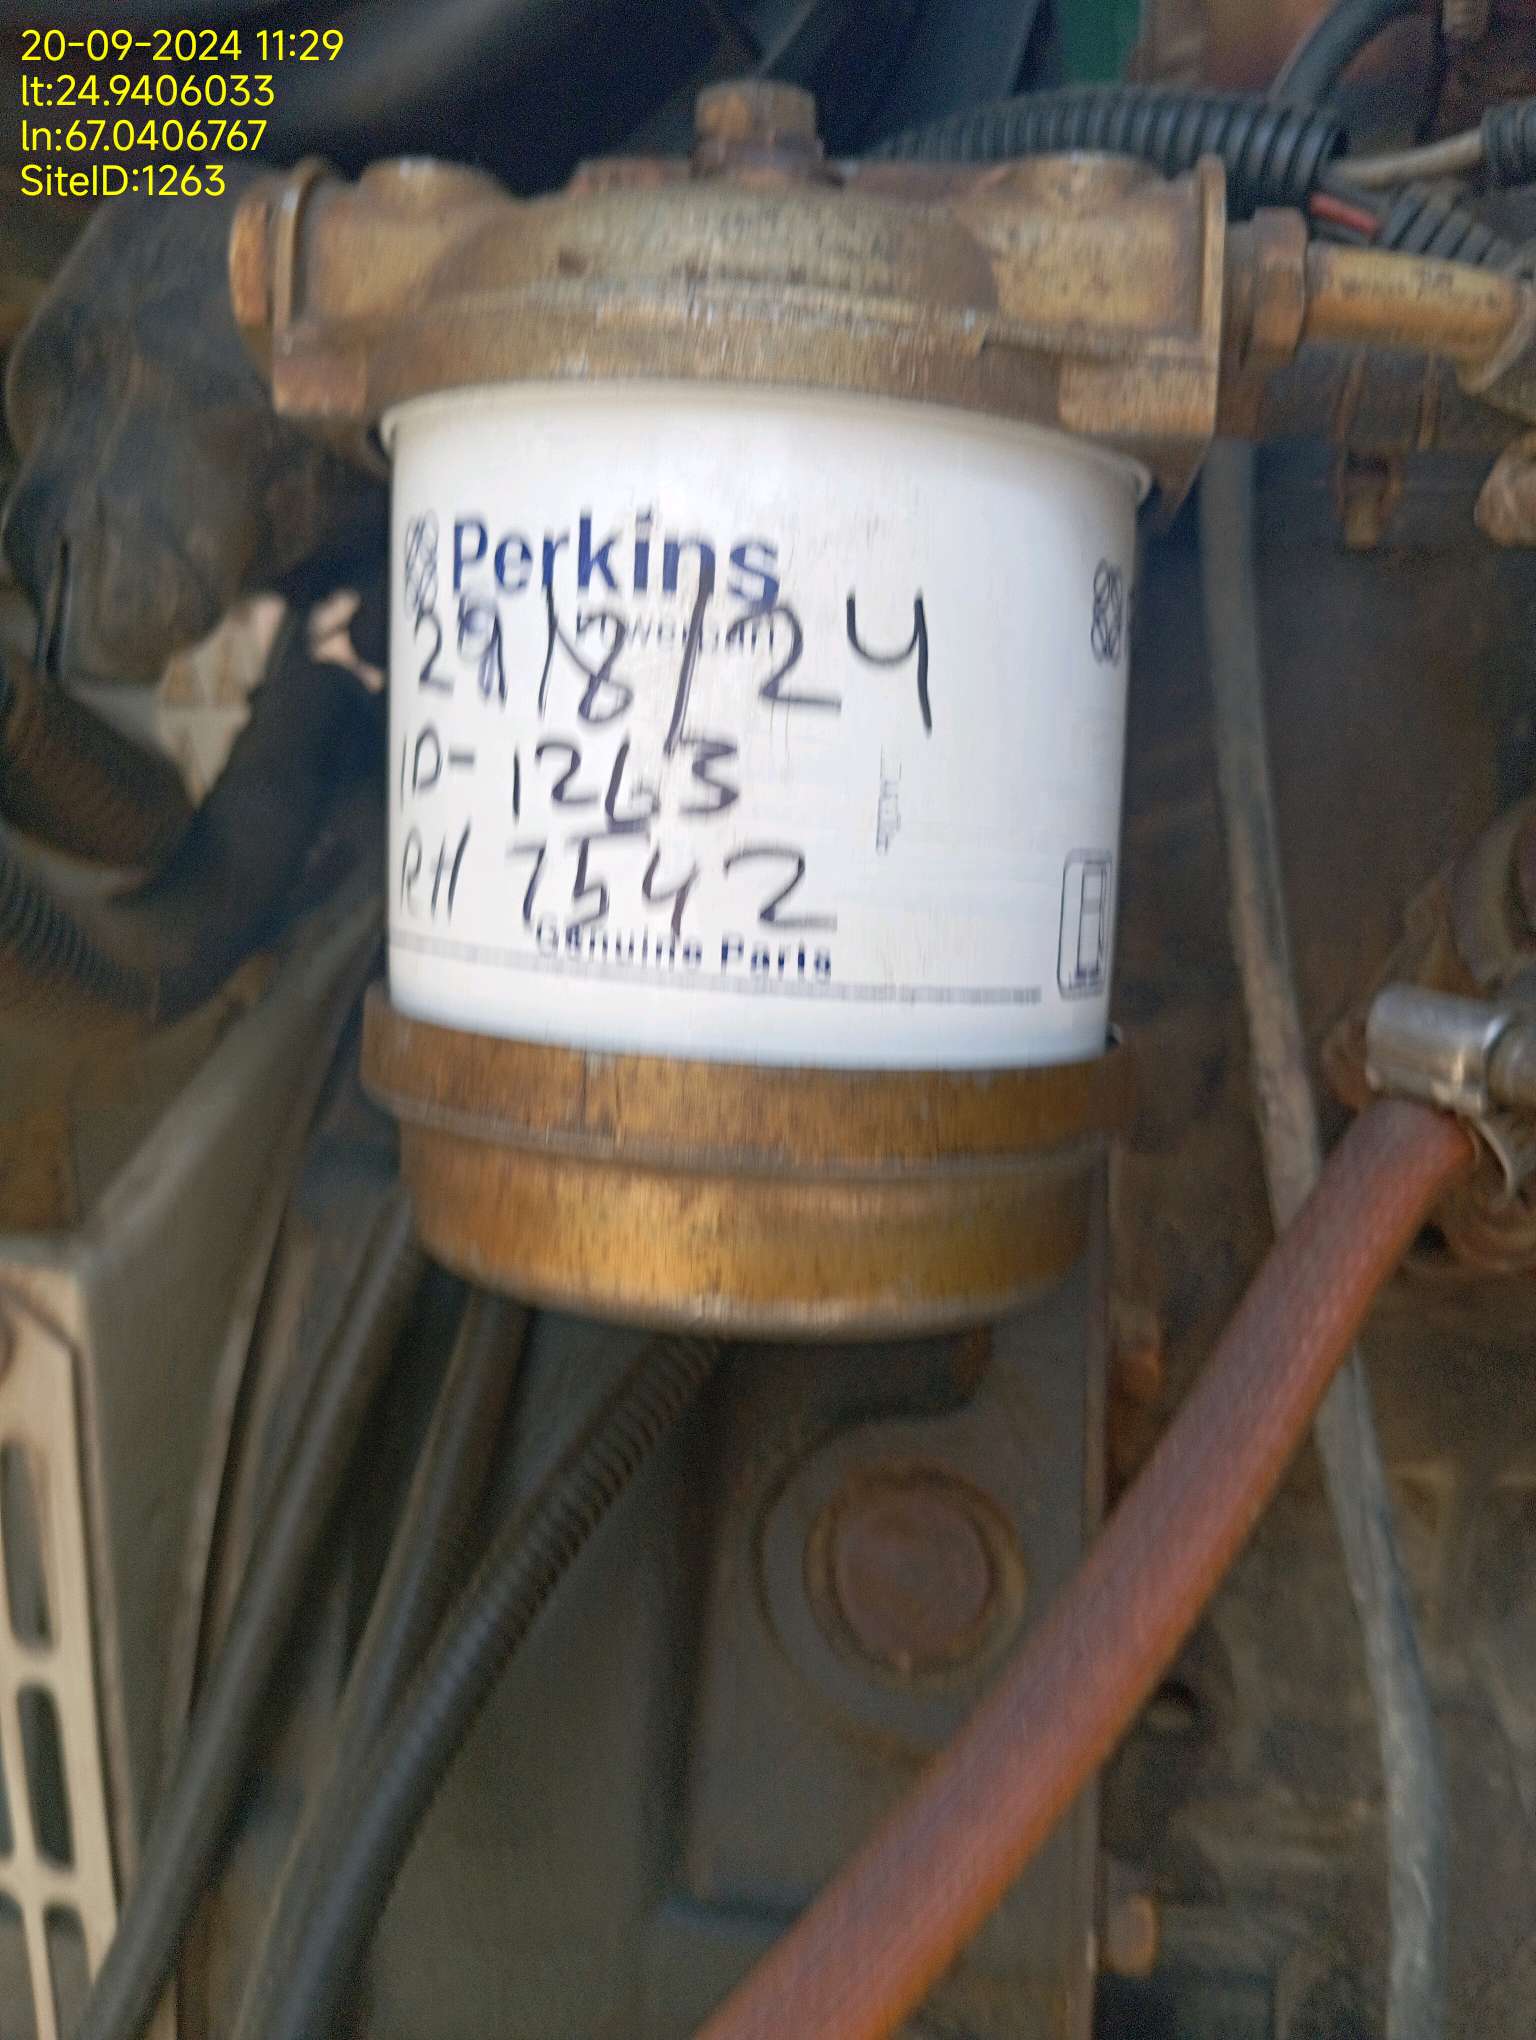 20-09-2024 11:29
lt:24.9406033
ln:67.0406767
SiteID:1263
Perkins
Powerpart
29/8/24
ID- 1263
RH 7542
Genuine Parts